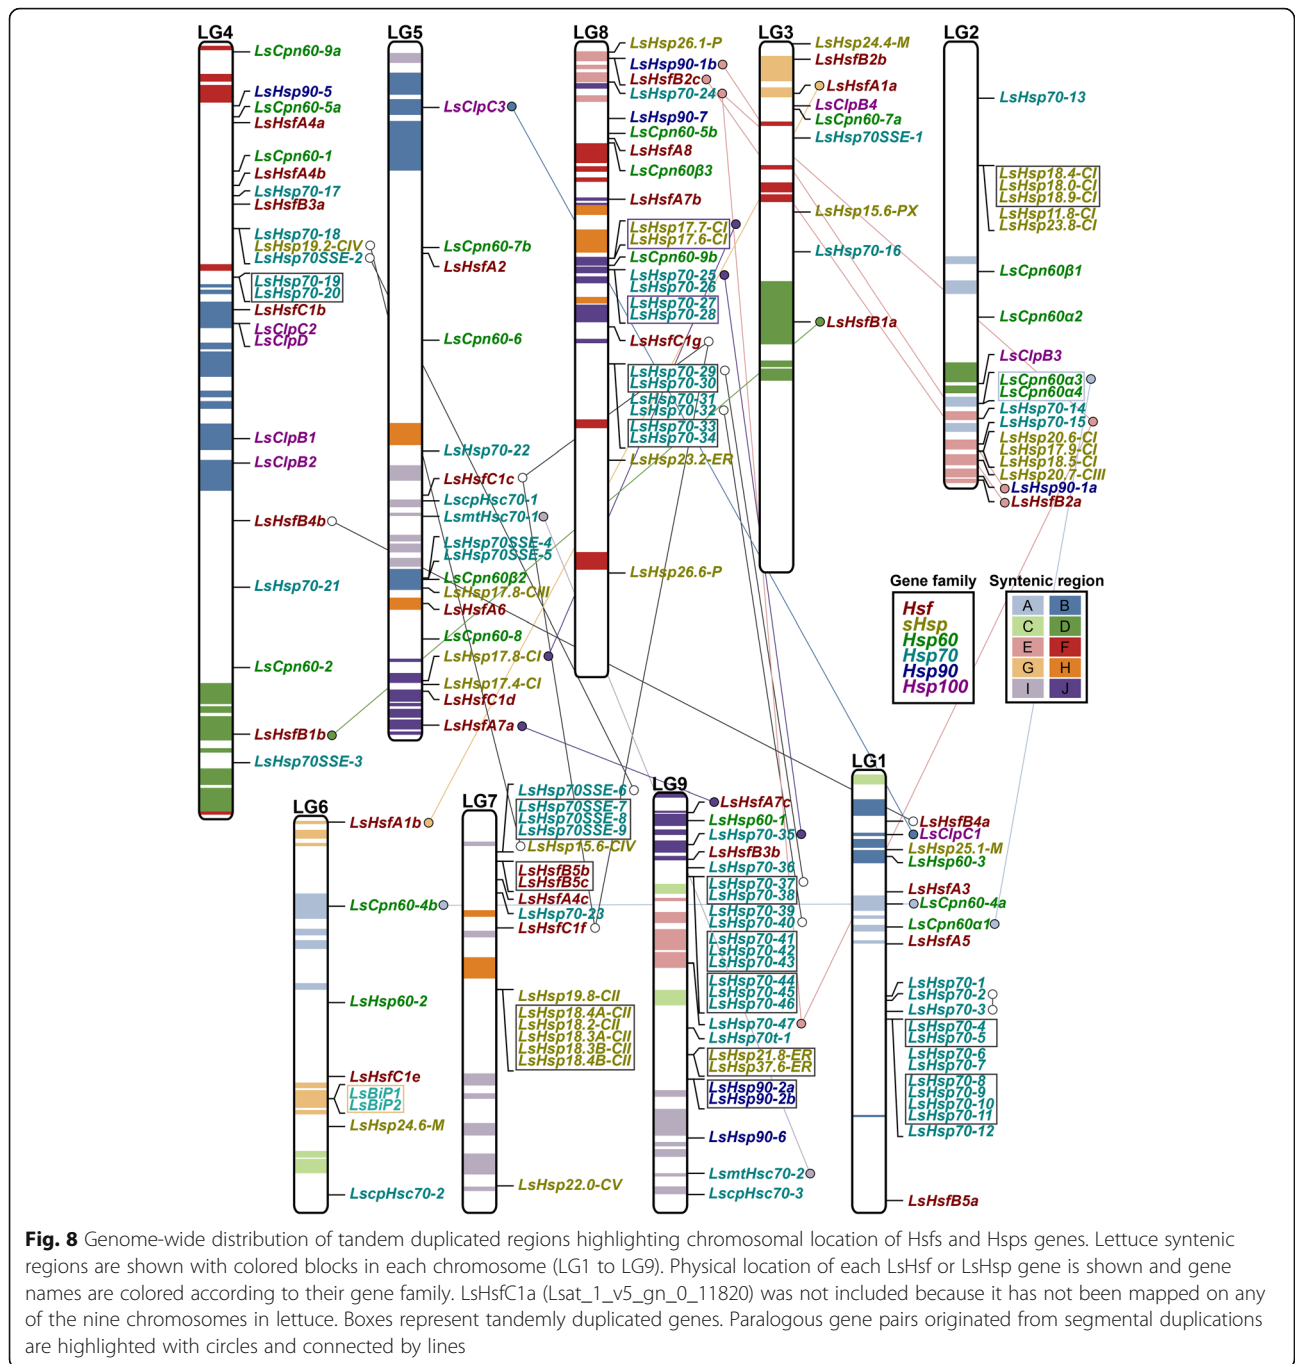 LG4
LsCpn60-9a
LsHsp90-5
LsCpn60-5a
LsHsfA4a
LsCpn60-1
LsHsfA4b
LsHsp70-17
LsHsfB3a
LsHsp70-18
LsHsp19.2-CIV
LsHsp70SSE-2
LsHsp70-19
LsHsp70-20
LsHsfC1b
LsClpC2
LsClpD
LsClpB1
LsClpB2
LsHsfB4b
LsHsp70-21
LsCpn60-2
LsHsfB1b
LsHsp70SSE-3
LG5
LsClpC3
LsCpn60-7b
LsHsfA2
LsCpn60-6
LsHsp70-22
LsHsfC1c
LscpHsc70-1
LsmtHsc70-1
LsHsp70SSE-4
LsHsp70SSE-5
LsCpn60β2
LsHsp17.8-CIII
LsHsfA6
LsCpn60-8
LsHsp17.8-CI
LsHsp17.4-CI
LsHsfC1d
LsHsfA7a
LG8
LsHsp26.1-P
LsHsp90-1b
LsHsfB2c
LsHsp70-24
LsHsp90-7
LsCpn60-5b
LsHsfA8
LsCpn60β3
LsHsfA7b
LsHsp17.7-CI
LsHsp17.6-CI
LsCpn60-9b
LsHsp70-25
LsHsp70-26
LsHsp70-27
LsHsp70-28
LsHsfC1g
LsHsp70-29
LsHsp70-30
LsHsp70-31
LsHsp70-32
LsHsp70-33
LsHsp70-34
LsHsp23.2-ER
LsHsp26.6-P
LG3
LsHsp24.4-M
LsHsfB2b
LsHsfA1a
LsClpB4
LsCpn60-7a
LsHsp70SSE-1
LsHsp15.6-PX
LsHsp70-16
LsHsfB1a
LG2
LsHsp70-13
LsHsp18.4-CI
LsHsp18.0-CI
LsHsp18.9-CI
LsHsp11.8-CI
LsHsp23.8-CI
LsCpn60β1
LsCpn60α2
LsClpB3
LsCpn60α3
LsCpn60α4
LsHsp70-14
LsHsp70-15
LsHsp20.6-CI
LsHsp17.9-CI
LsHsp18.5-CI
LsHsp20.7-CIII
LsHsp90-1a
LsHsfB2a
Gene family
Hsf
sHsp
Hsp60
Hsp70
Hsp90
Hsp100
Syntenic region
A B
C D
E F
G H
I J
LG6
LsHsfA1b
LsCpn60-4b
LsHsp60-2
LsHsfC1e
LsBiP1
LsBiP2
LsHsp24.6-M
LscpHsc70-2
LG7
LsHsp70SSE-6
LsHsp70SSE-7
LsHsp70SSE-8
LsHsp70SSE-9
LsHsp15.6-CIV
LsHsfB5b
LsHsfB5c
LsHsfA4c
LsHsp70-23
LsHsfC1f
LsHsp19.8-CII
LsHsp18.4A-CII
LsHsp18.2-CII
LsHsp18.3A-CII
LsHsp18.3B-CII
LsHsp18.4B-CII
LsHsp22.0-CV
LG9
LsHsfA7c
LsHsp60-1
LsHsp70-35
LsHsfB3b
LsHsp70-36
LsHsp70-37
LsHsp70-38
LsHsp70-39
LsHsp70-40
LsHsp70-41
LsHsp70-42
LsHsp70-43
LsHsp70-44
LsHsp70-45
LsHsp70-46
LsHsp70-47
LsHsp70t-1
LsHsp21.8-ER
LsHsp37.6-ER
LsHsp90-2a
LsHsp90-2b
LsHsp90-6
LsmtHsc70-2
LscpHsc70-3
LG1
LsHsfB4a
LsClpC1
LsHsp25.1-M
LsHsp60-3
LsHsfA3
LsCpn60-4a
LsCpn60α1
LsHsfA5
LsHsp70-1
LsHsp70-2
LsHsp70-3
LsHsp70-4
LsHsp70-5
LsHsp70-6
LsHsp70-7
LsHsp70-8
LsHsp70-9
LsHsp70-10
LsHsp70-11
LsHsp70-12
LsHsfB5a
Fig. 8 Genome-wide distribution of tandem duplicated regions highlighting chromosomal location of Hsfs and Hsps genes. Lettuce syntenic
regions are shown with colored blocks in each chromosome (LG1 to LG9). Physical location of each LsHsf or LsHsp gene is shown and gene
names are colored according to their gene family. LsHsfC1a (Lsat_1_v5_gn_0_11820) was not included because it has not been mapped on any
of the nine chromosomes in lettuce. Boxes represent tandemly duplicated genes. Paralogous gene pairs originated from segmental duplications
are highlighted with circles and connected by lines